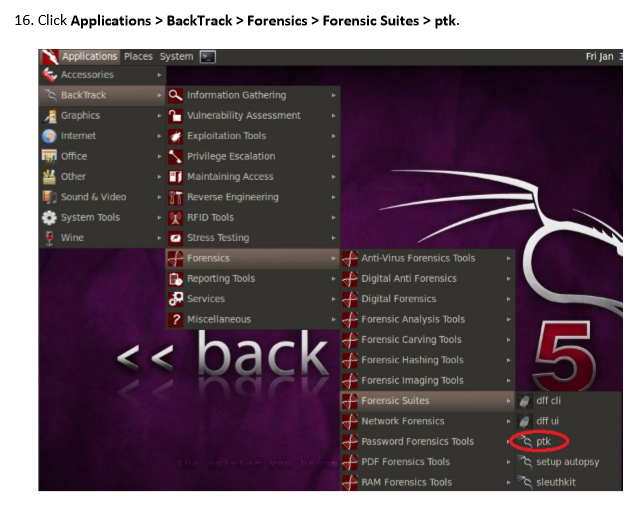 16. Click Applications > BackTrack > Forensics > Forensic Suites > ptk.
Applications Places System
Fri Jan 3
Accessories
BackTrack
Graphics
Internet
Office
Other
Sound & Video
System Tools
Wine
Information Gathering
Vulnerability Assessment
Exploitation Tools
Privilege Escalation
Maintaining Access
Reverse Engineering
RFID Tools
Stress Testing
Forensics
Reporting Tools
Services
Miscellaneous
Anti-Virus Forensics Tools
Digital Anti Forensics
Digital Forensics
Forensic Analysis Tools
Forensic Carving Tools
Forensic Hashing Tools
Forensic Imaging Tools
Forensic Suites
Network Forensics
Password Forensics Tools
PDF Forensics Tools
RAM Forensics Tools
dff cli
dff ui
ptk
setup autopsy
sleuthkit
<< back
5
the quieter you